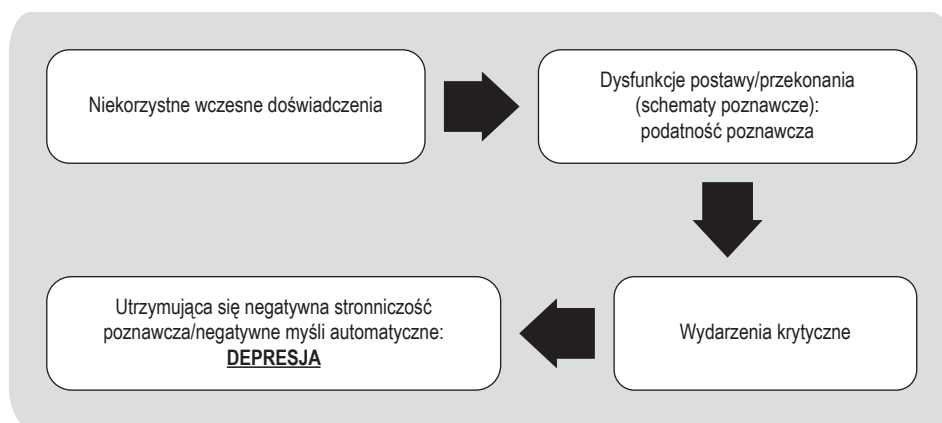 Niekorzystne wczesne doświadczenia
Dysfunkcje postawy/przekonania
(schematy poznawcze):
podatność poznawcza
Wydarzenia krytyczne
Utrzymująca się negatywna stronniczość
poznawcza/negatywne myśli automatyczne:
DEPRESJA